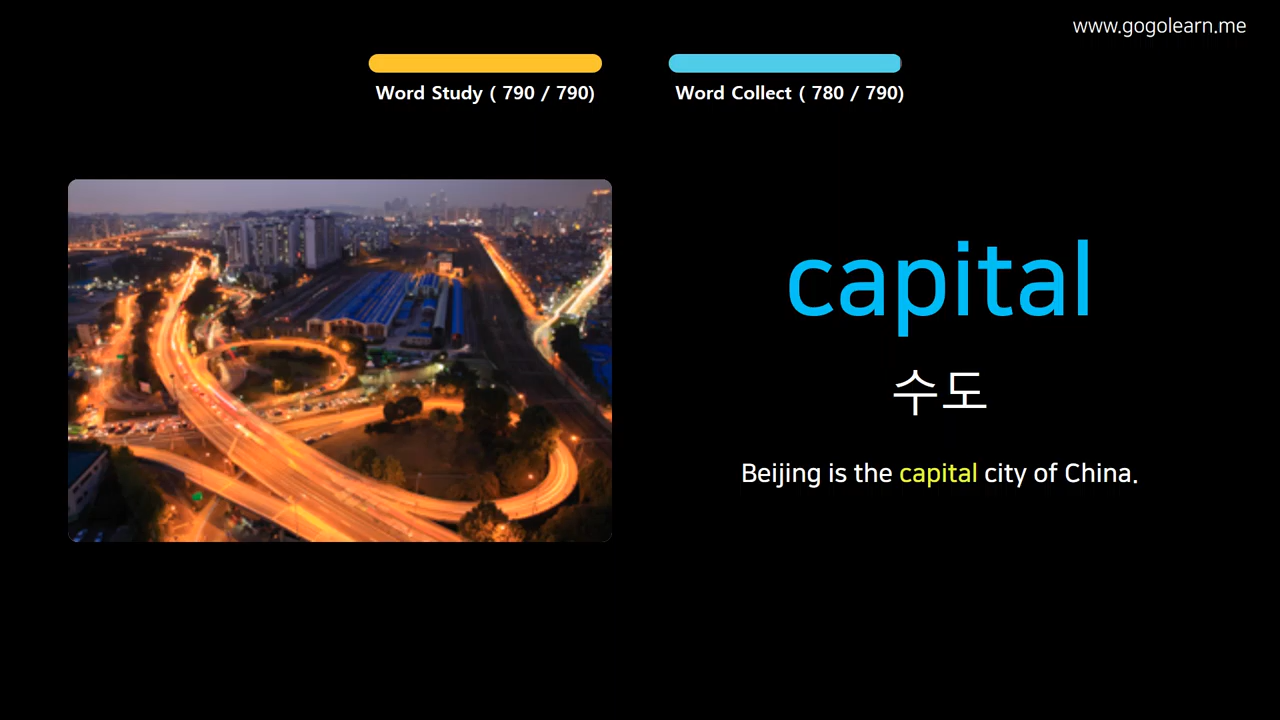 www.gogolearn.me
Word Study ( 790 / 790)
Word Collect ( 780 / 790)
capital
수도
Beijing is the capital city of China.